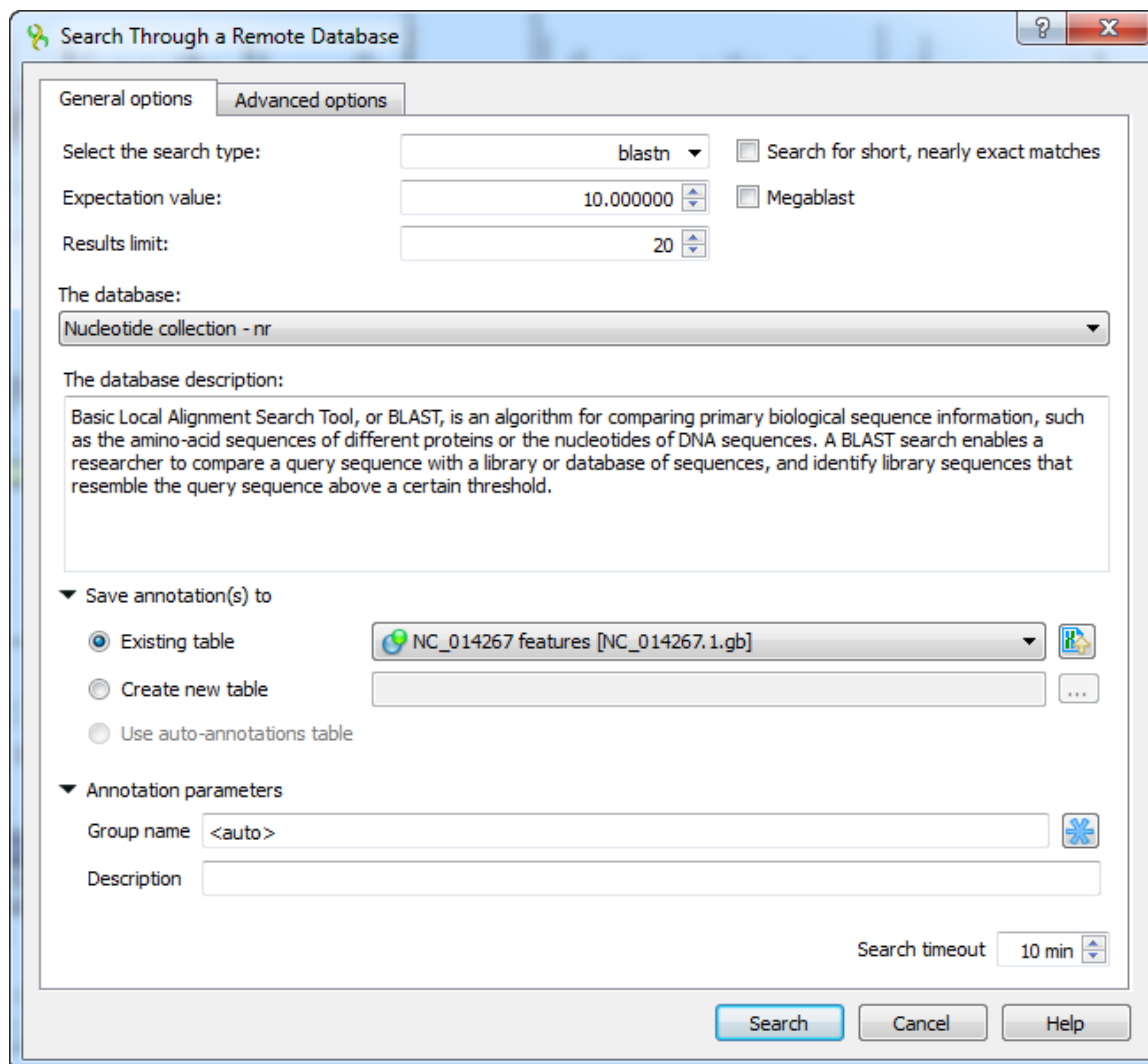 Search Through a Remote Database
General options
Advanced options
Select the search type:
blastn
Search for short, nearly exact matches
Expectation value:
10.000000
Megablast
Results limit:
20
The database:
Nucleotide collection - nr
The database description:
Basic Local Alignment Search Tool, or BLAST, is an algorithm for comparing primary biological sequence information, such
as the amino-acid sequences of different proteins or the nucleotides of DNA sequences. A BLAST search enables a
researcher to compare a query sequence with a library or database of sequences, and identify library sequences that
resemble the query sequence above a certain threshold.
Save annotation(s) to
Existing table
NC_014267 features [NC_014267.1.gb]
Create new table
...
Use auto-annotations table
Annotation parameters
Group name
<auto>
Description
Search timeout
10 min
Search
Cancel
Help